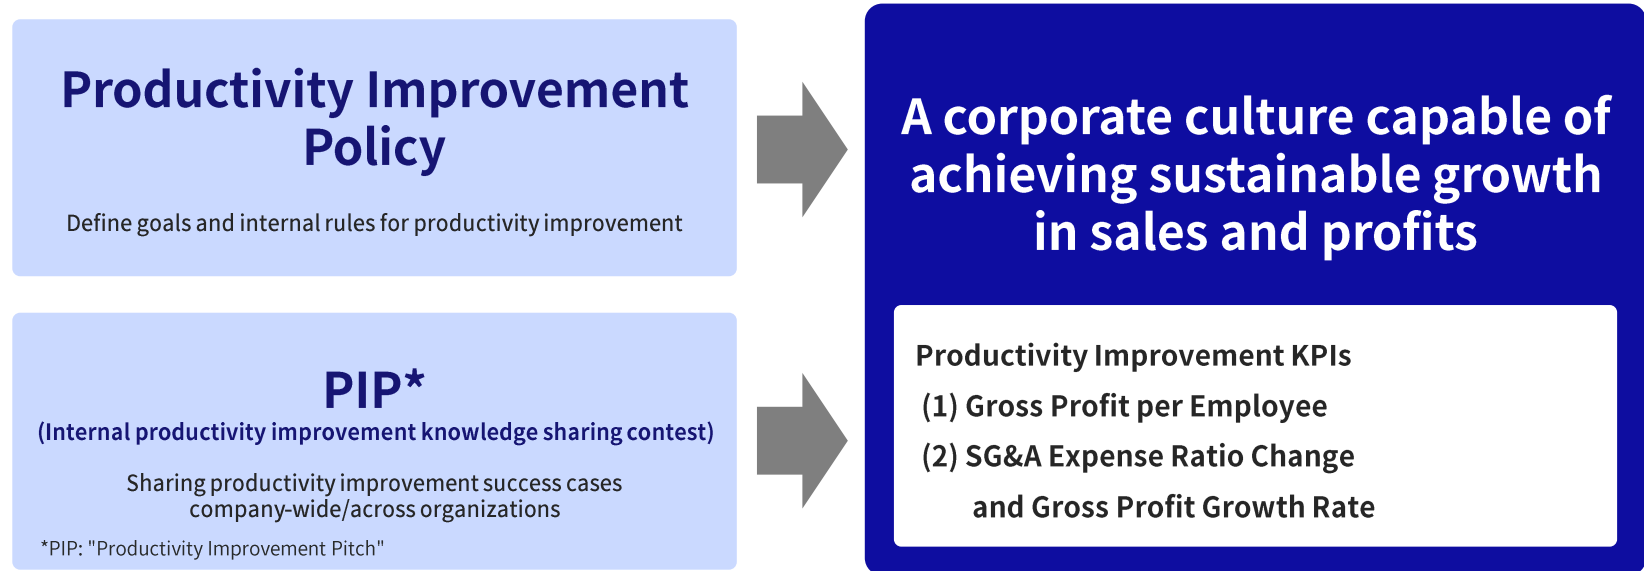 Productivity Improvement
Policy
Define goals and internal rules for productivity improvement
PIP*
(Internal productivity improvement knowledge sharing contest)
Sharing productivity improvement success cases
company-wide/across organizations
*PIP: "Productivity Improvement Pitch"
A corporate culture capable of
achieving sustainable growth
in sales and profits
Productivity Improvement KPIs
(1) Gross Profit per Employee
(2) SG&A Expense Ratio Change
and Gross Profit Growth Rate